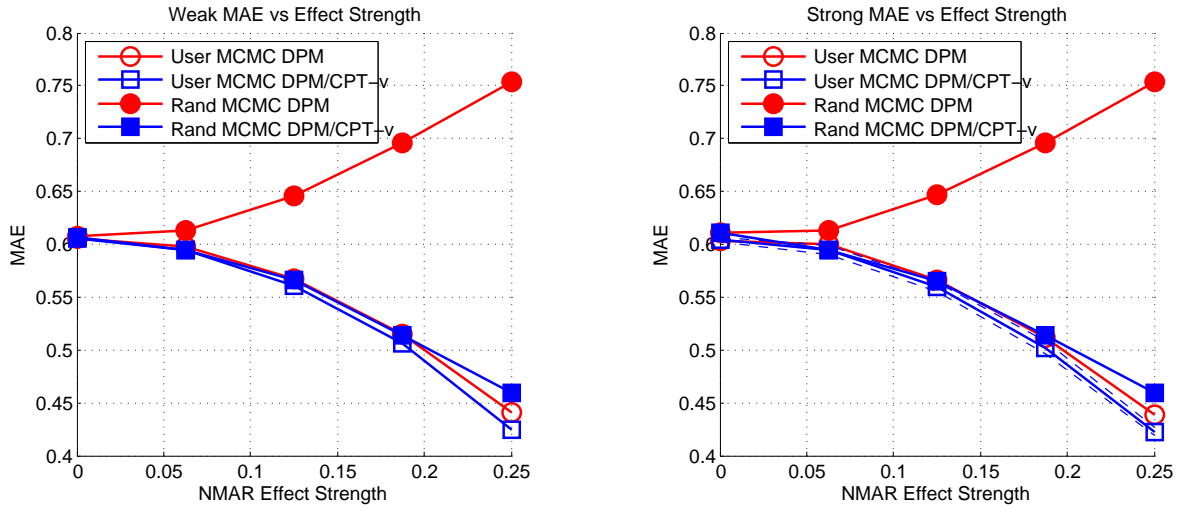 Weak MAE vs Effect Strength
0.8
0.75
0.7
0.65
0.6
0.55
0.5
0.45
0.4
MAE
User MCMC DPM
User MCMC DPM/CPT−v
Rand MCMC DPM
Rand MCMC DPM/CPT−v
0 0.05 0.1 0.15 0.2 0.25
NMAR Effect Strength
Strong MAE vs Effect Strength
0.8
0.75
0.7
0.65
0.6
0.55
0.5
0.45
0.4
MAE
User MCMC DPM
User MCMC DPM/CPT−v
Rand MCMC DPM
Rand MCMC DPM/CPT−v
0 0.05 0.1 0.15 0.2 0.25
NMAR Effect Strength